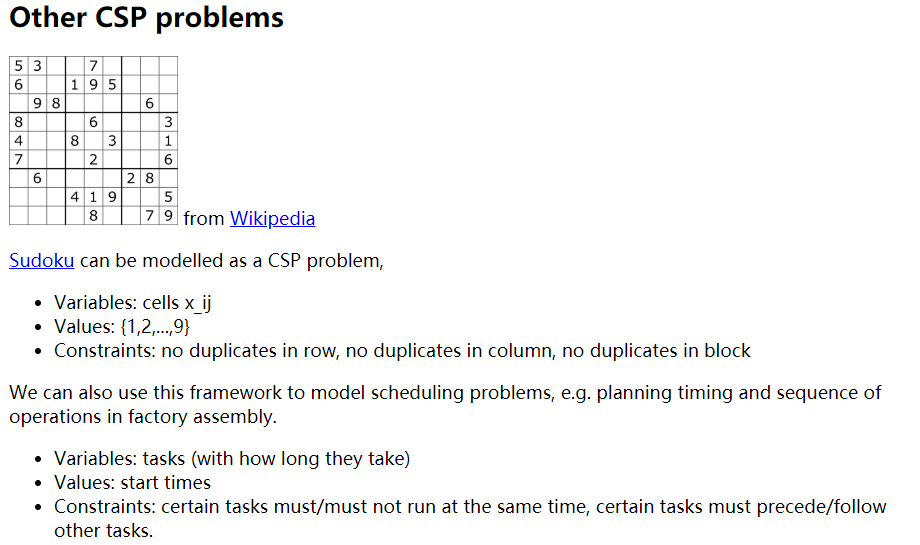 Other CSP problems
5 3 7
6 1 9 5
9 8 6
8 6 3
4 8 3 1
7 2 6
6 2 8
4 1 9 5
8 7 9
from Wikipedia
Sudoku can be modelled as a CSP problem,
• Variables: cells x_ij
• Values: {1,2,...,9}
• Constraints: no duplicates in row, no duplicates in column, no duplicates in block
We can also use this framework to model scheduling problems, e.g. planning timing and sequence of
operations in factory assembly.
• Variables: tasks (with how long they take)
• Values: start times
• Constraints: certain tasks must/must not run at the same time, certain tasks must precede/follow
other tasks.